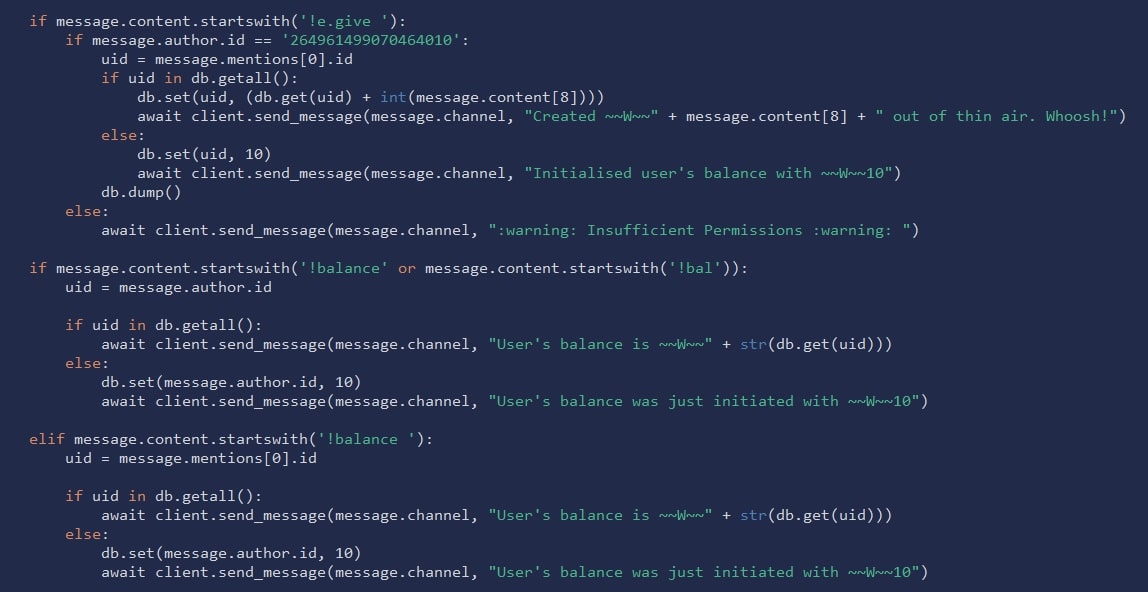 if message.content.startswith('!e.give '):
    if message.author.id == '264961499070464010':
        uid = message.mentions[0].id
        if uid in db.getall():
            db.set(uid, (db.get(uid) + int(message.content[8])))
            await client.send_message(message.channel, "Created ~~W~~" + message.content[8] + " out of thin air. Whoosh!")
        else:
            db.set(uid, 10)
            await client.send_message(message.channel, "Initialised user's balance with ~~W~~10")
        db.dump()
    else:
        await client.send_message(message.channel, ":warning: Insufficient Permissions :warning: ")
if message.content.startswith('!balance' or message.content.startswith('!bal')):
    uid = message.author.id
    if uid in db.getall():
        await client.send_message(message.channel, "User's balance is ~~W~~" + str(db.get(uid)))
    else:
        db.set(message.author.id, 10)
        await client.send_message(message.channel, "User's balance was just initiated with ~~W~~10")
elif message.content.startswith('!balance '):
    uid = message.mentions[0].id
    if uid in db.getall():
        await client.send_message(message.channel, "User's balance is ~~W~~" + str(db.get(uid)))
    else:
        db.set(message.author.id, 10)
        await client.send_message(message.channel, "User's balance was just initiated with ~~W~~10")